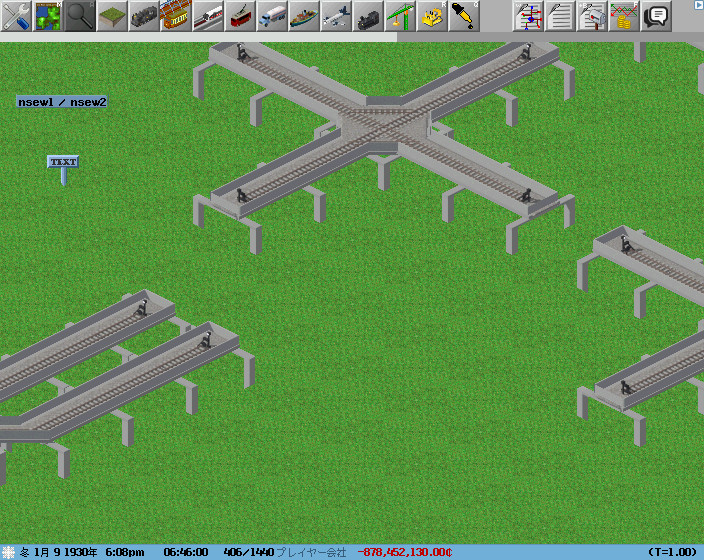 nsew1 / nsew2
TEXT
冬 1月 9 1930年 6:08pm 06:46:00 406/1440 プレイヤー会社 -878,452,130.00¢ (T=1.00)